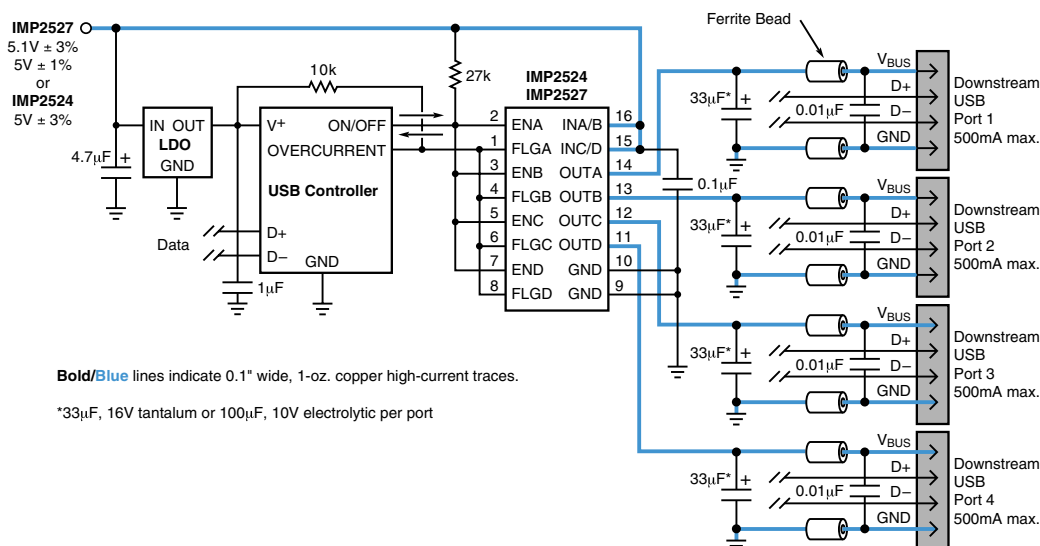 IMP2527
5.1V ± 3%
5V ± 1%
or
IMP2524
5V ± 3%
4.7µF
+
IN OUT
LDO
GND
10k
V+
ON/OFF
OVERCURRENT
USB Controller
D+
D−
GND
Data
1µF
27k
IMP2524
IMP2527
2 ENA INA/B 16
1 FLGA INC/D 15
3 ENB OUTA 14
4 FLGB OUTB 13
5 ENC OUTC 12
6 FLGC OUTD 11
7 END GND 10
8 FLGD GND 9
0.1µF
Ferrite Bead
33µF* +
0.01µF
VBUS
D+
D−
GND
Downstream
USB
Port 1
500mA max.
33µF* +
0.01µF
VBUS
D+
D−
GND
Downstream
USB
Port 2
500mA max.
33µF* +
0.01µF
VBUS
D+
D−
GND
Downstream
USB
Port 3
500mA max.
33µF* +
0.01µF
VBUS
D+
D−
GND
Downstream
USB
Port 4
500mA max.
Bold/Blue lines indicate 0.1" wide, 1-oz. copper high-current traces.
*33µF, 16V tantalum or 100µF, 10V electrolytic per port